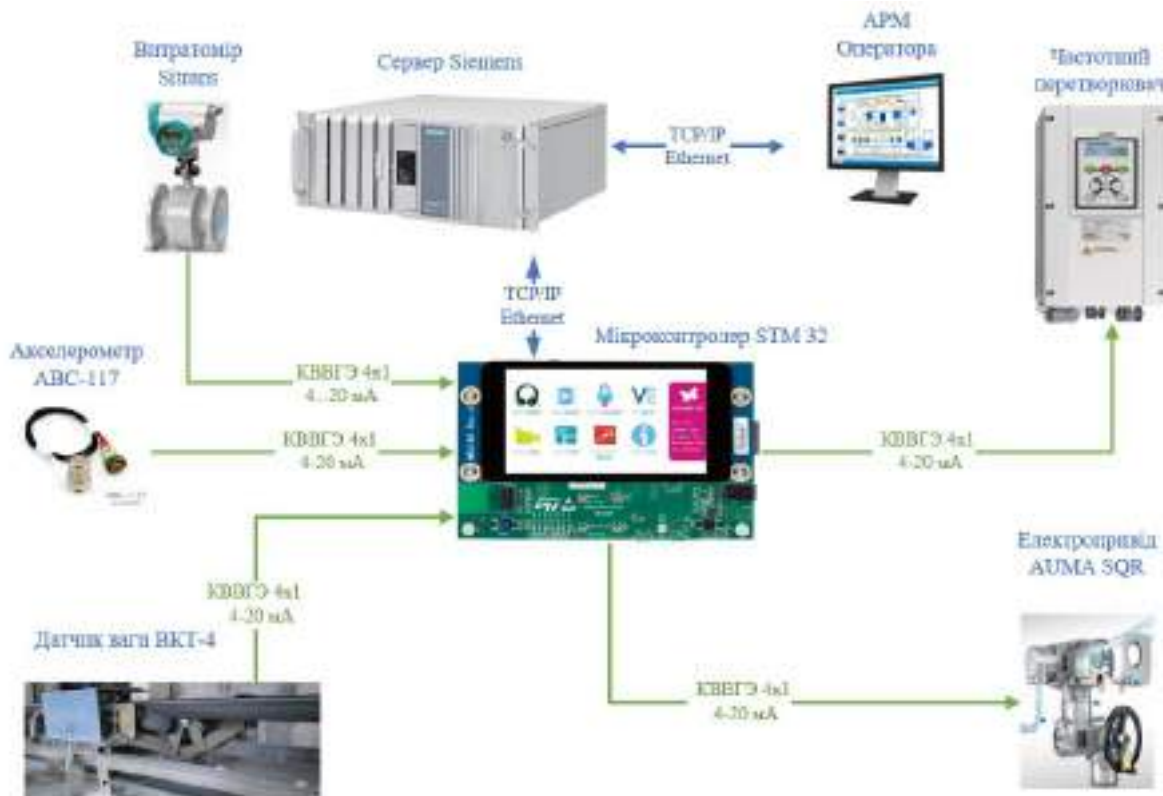 Витратомір
Sitrans
Сервер Siemens
АРМ
Оператора
Частотний
перетворювач
TCP/IP
Ethernet
TCP/IP
Ethernet
Мікроконтролер STM 32
Акселерометр
АВС-117
КВВГЭ 4х1
4...20 мА
КВВГЭ 4х1
4-20 мА
КВВГЭ 4х1
4-20 мА
КВВГЭ 4х1
4-20 мА
Датчик ваги ВКТ-4
Електропривід
AUMA SQR
КВВГЭ 4х1
4-20 мА